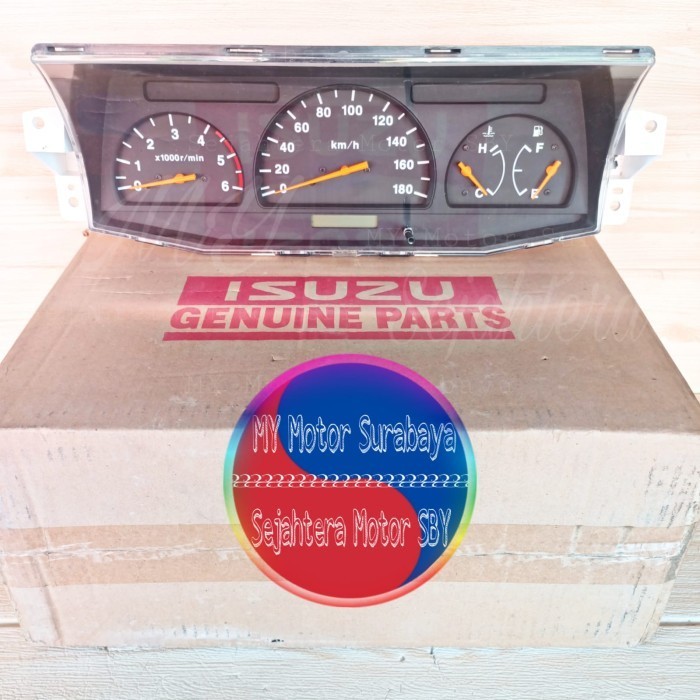 x1000r/min
0 1 2 3 4 5 6
km/h
0 20 40 60 80 100 120 140 160 180
H F
C E
ISUZU
GENUINE PARTS
MY Motor Surabaya
Sejahtera Motor SBY